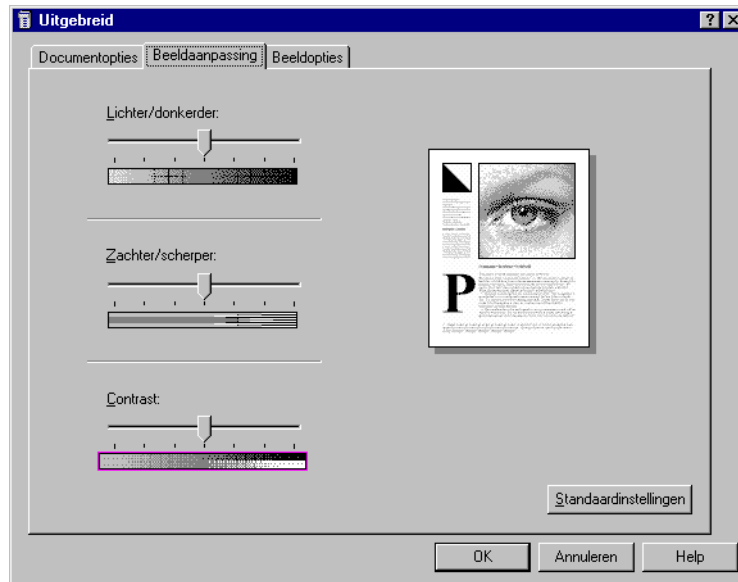 Uitgebreid
Documentopties Beeldaanpassing Beeldopties
Lichter/donkerder:
Zachter/scherper:
P
Contrast:
Standaardinstellingen
OK Annuleren Help